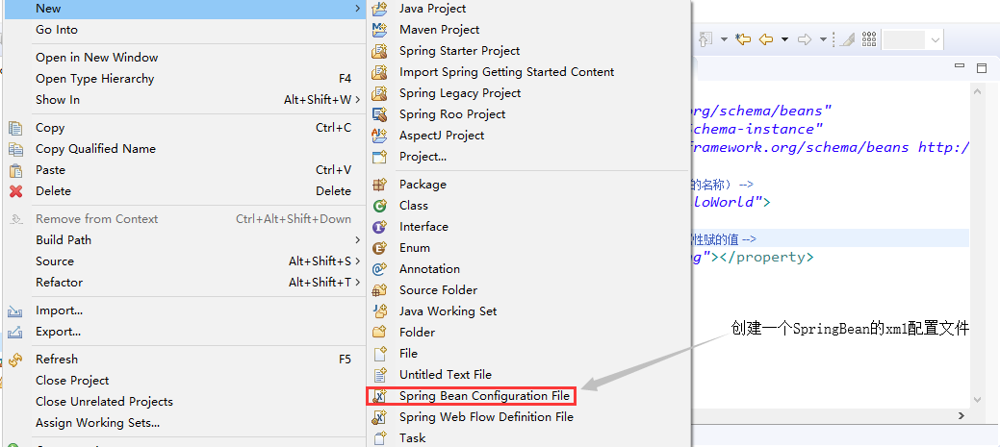 New
Go Into
Open in New Window
Open Type Hierarchy F4
Show In Alt+Shift+W
Copy Ctrl+C
Copy Qualified Name
Paste Ctrl+V
Delete Delete
Remove from Context Ctrl+Alt+Shift+Down
Build Path
Source Alt+Shift+S
Refactor Alt+Shift+T
Import...
Export...
Refresh F5
Close Project
Close Unrelated Projects
Assign Working Sets...
Java Project
Maven Project
Spring Starter Project
Import Spring Getting Started Content
Spring Legacy Project
Spring Roo Project
AspectJ Project
Project...
Package
Class
Interface
Enum
Annotation
Source Folder
Java Working Set
Folder
File
Untitled Text File
Spring Bean Configuration File
Spring Web Flow Definition File
Task
org/schema/beans"
chema-instance"
framework.org/schema/beans http:/
的名称） -->
loWorld">
性赋的值 -->
ng"></property>
创建一个SpringBean的xml配置文件